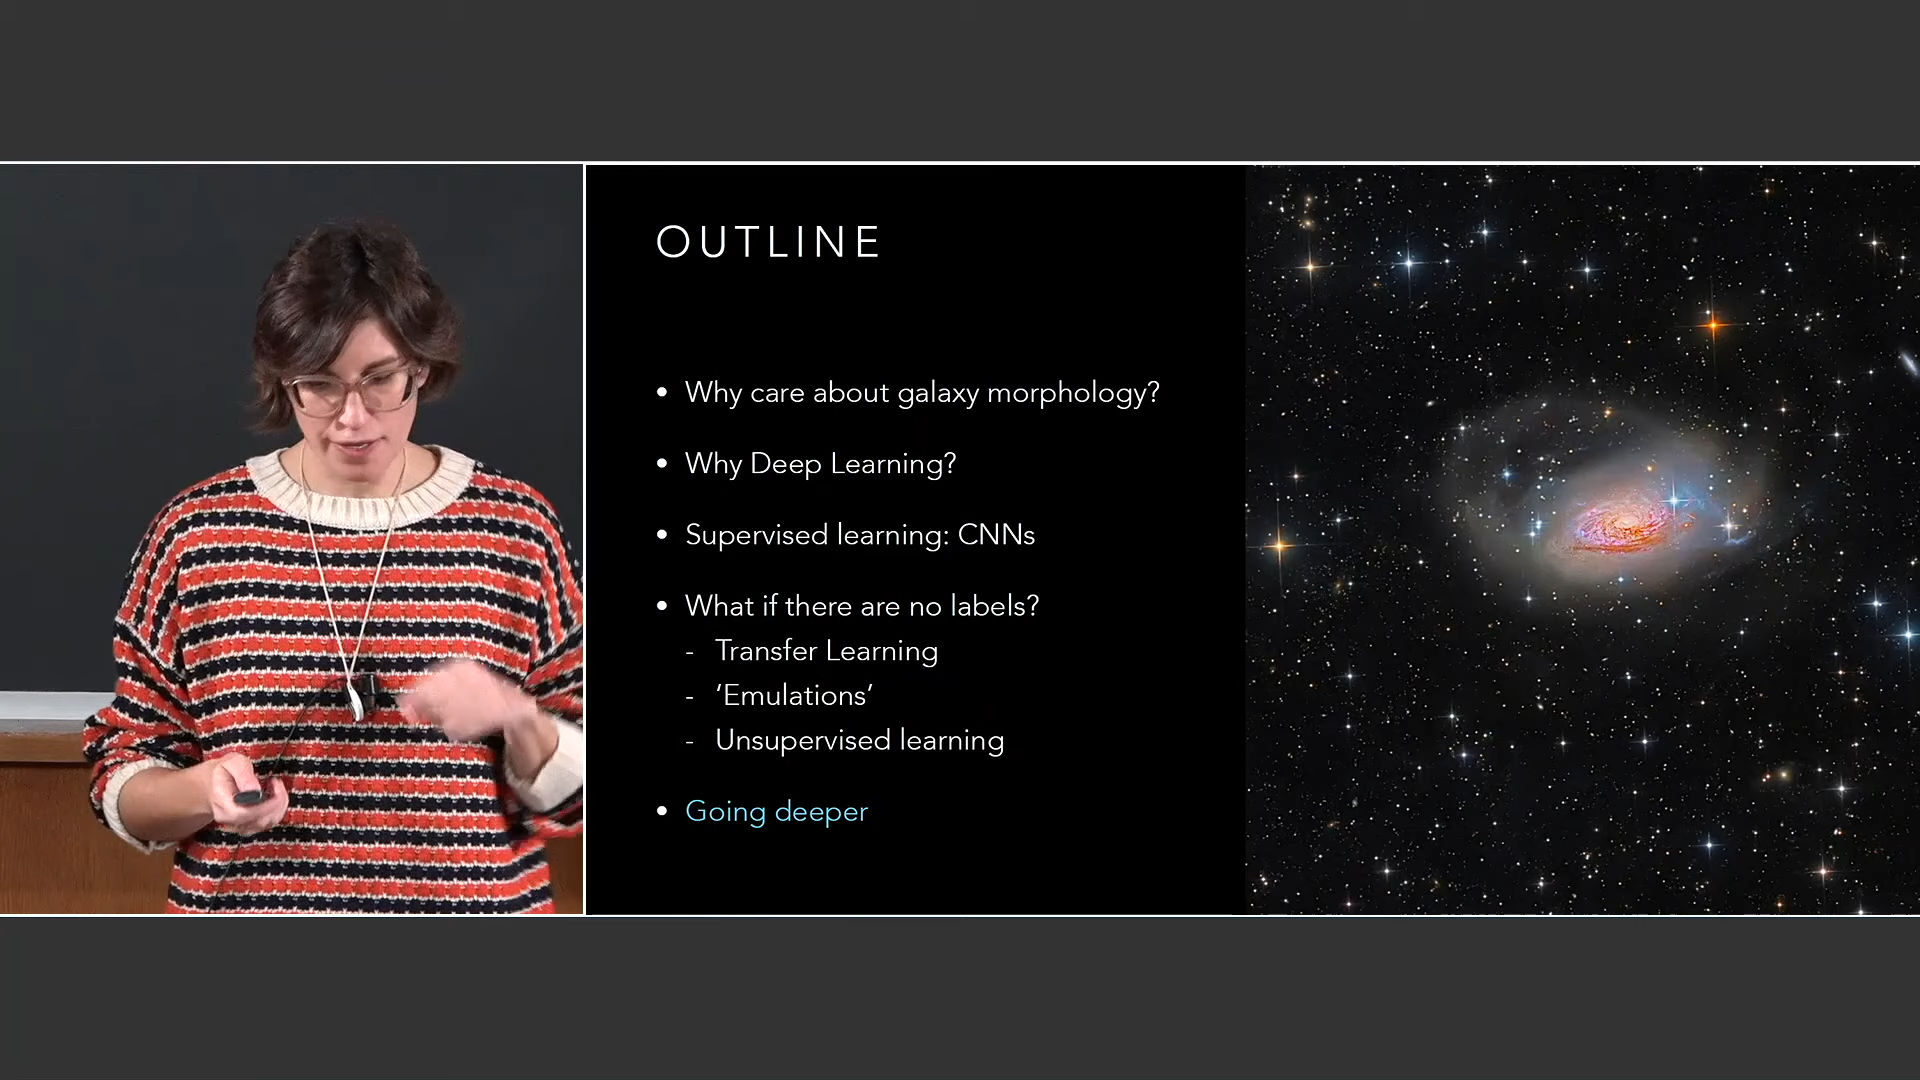 OUTLINE
• Why care about galaxy morphology?
• Why Deep Learning?
• Supervised learning: CNNs
• What if there are no labels?
- Transfer Learning
- ‘Emulations’
- Unsupervised learning
• Going deeper